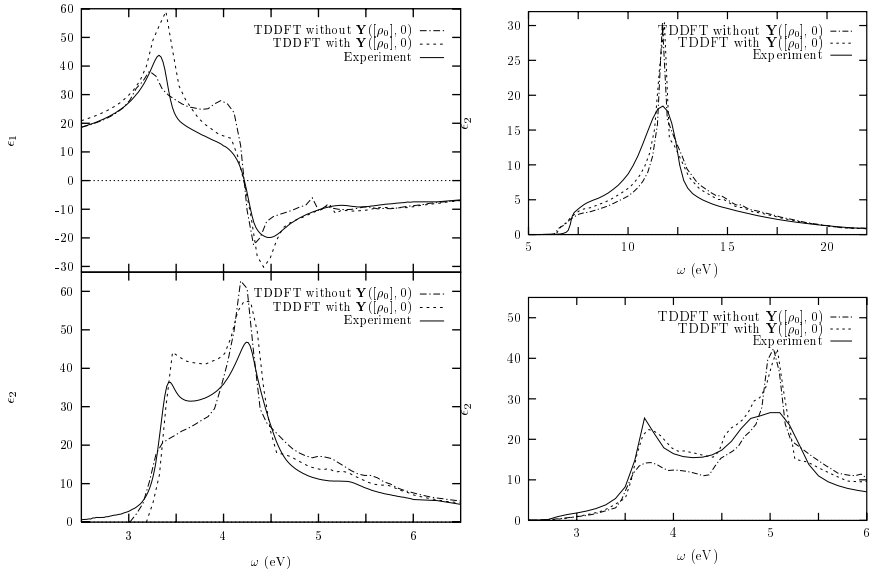 60
50
40
30
20
10
0
-10
-20
-30
ϵ1
TDDFT without Y([ρ0], 0)
TDDFT with Y([ρ0], 0)
Experiment
60
50
40
30
20
10
0
ϵ2
TDDFT without Y([ρ0], 0)
TDDFT with Y([ρ0], 0)
Experiment
3 4 5 6
ω (eV)
30
25
20
15
10
5
0
ϵ2
TDDFT without Y([ρ0], 0)
TDDFT with Y([ρ0], 0)
Experiment
5 10 15 20
ω (eV)
50
40
30
20
10
0
ϵ2
TDDFT without Y([ρ0], 0)
TDDFT with Y([ρ0], 0)
Experiment
3 4 5 6
ω (eV)